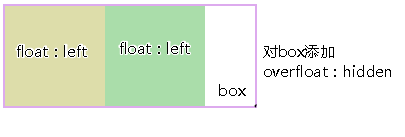 float : left
float : left
box
对box添加
overfloat : hidden